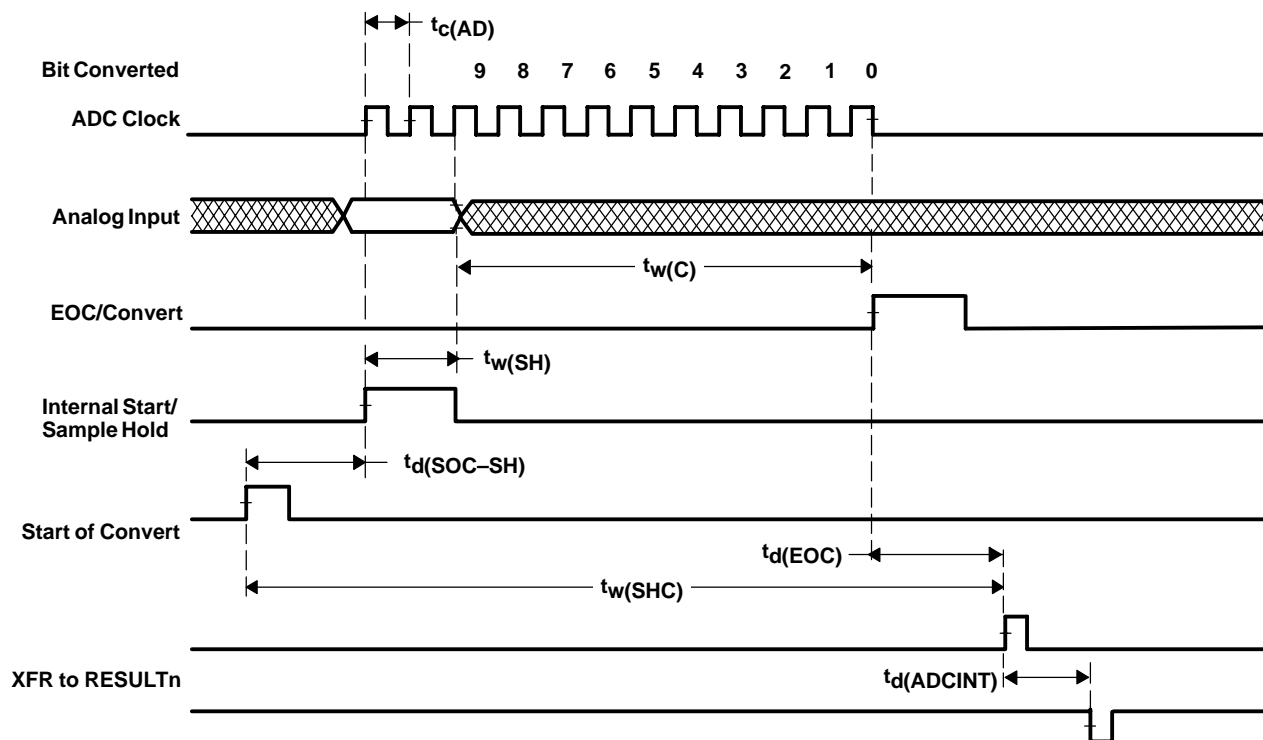 tc(AD)
Bit Converted
9 8 7 6 5 4 3 2 1 0
ADC Clock
Analog Input
tw(C)
EOC/Convert
tw(SH)
Internal Start/
Sample Hold
td(SOC–SH)
Start of Convert
td(EOC)
tw(SHC)
XFR to RESULTn
td(ADCINT)